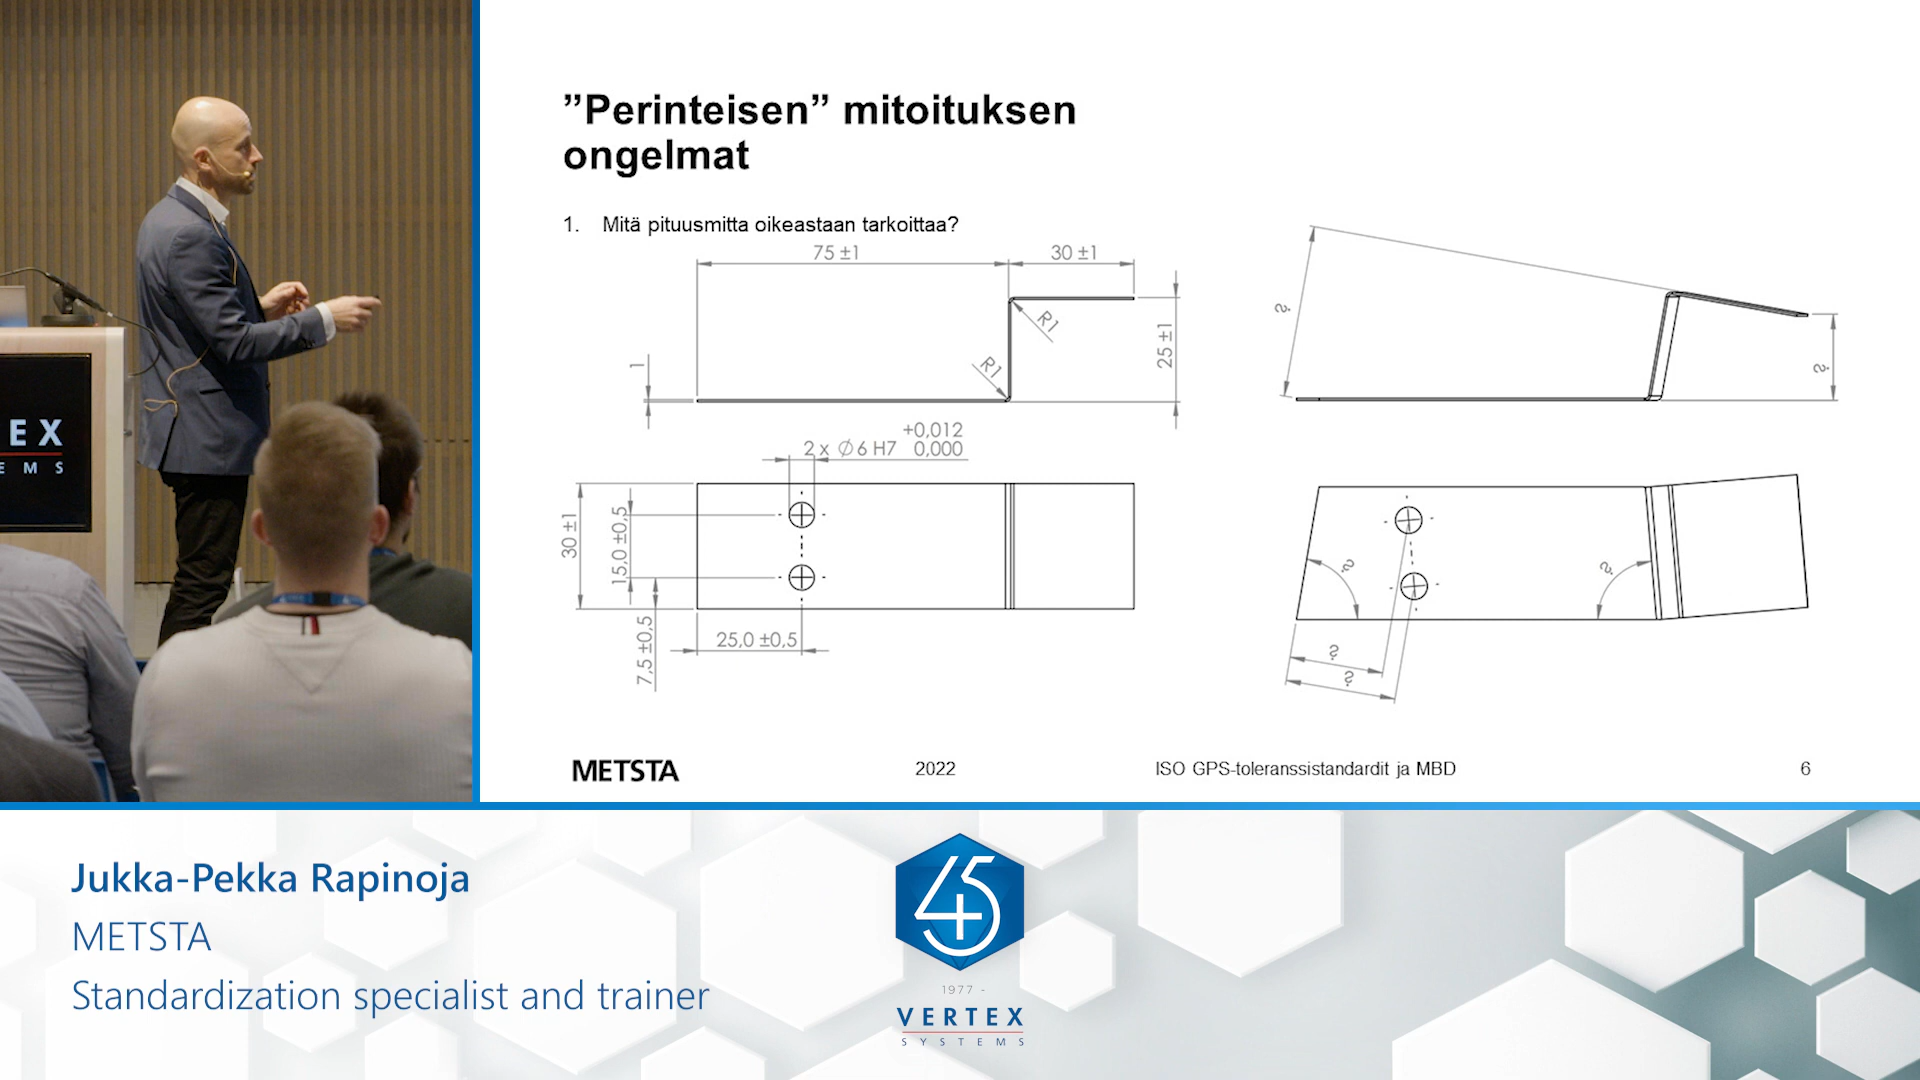 EX
EMS
”Perinteisen” mitoituksen
ongelmat
1. Mitä pituusmitta oikeastaan tarkoittaa?
75 ±1
30 ±1
R1
R1
25 ±1
1
?
?
+0,012
2 x ∅6 H7 0,000
30 ±1
15,0 ±0,5
7,5 ±0,5
25,0 ±0,5
?
?
?
?
METSTA
2022
ISO GPS-toleranssistandardit ja MBD
6
Jukka-Pekka Rapinoja
METSTA
Standardization specialist and trainer
45
1977 -
VERTEX
SYSTEMS